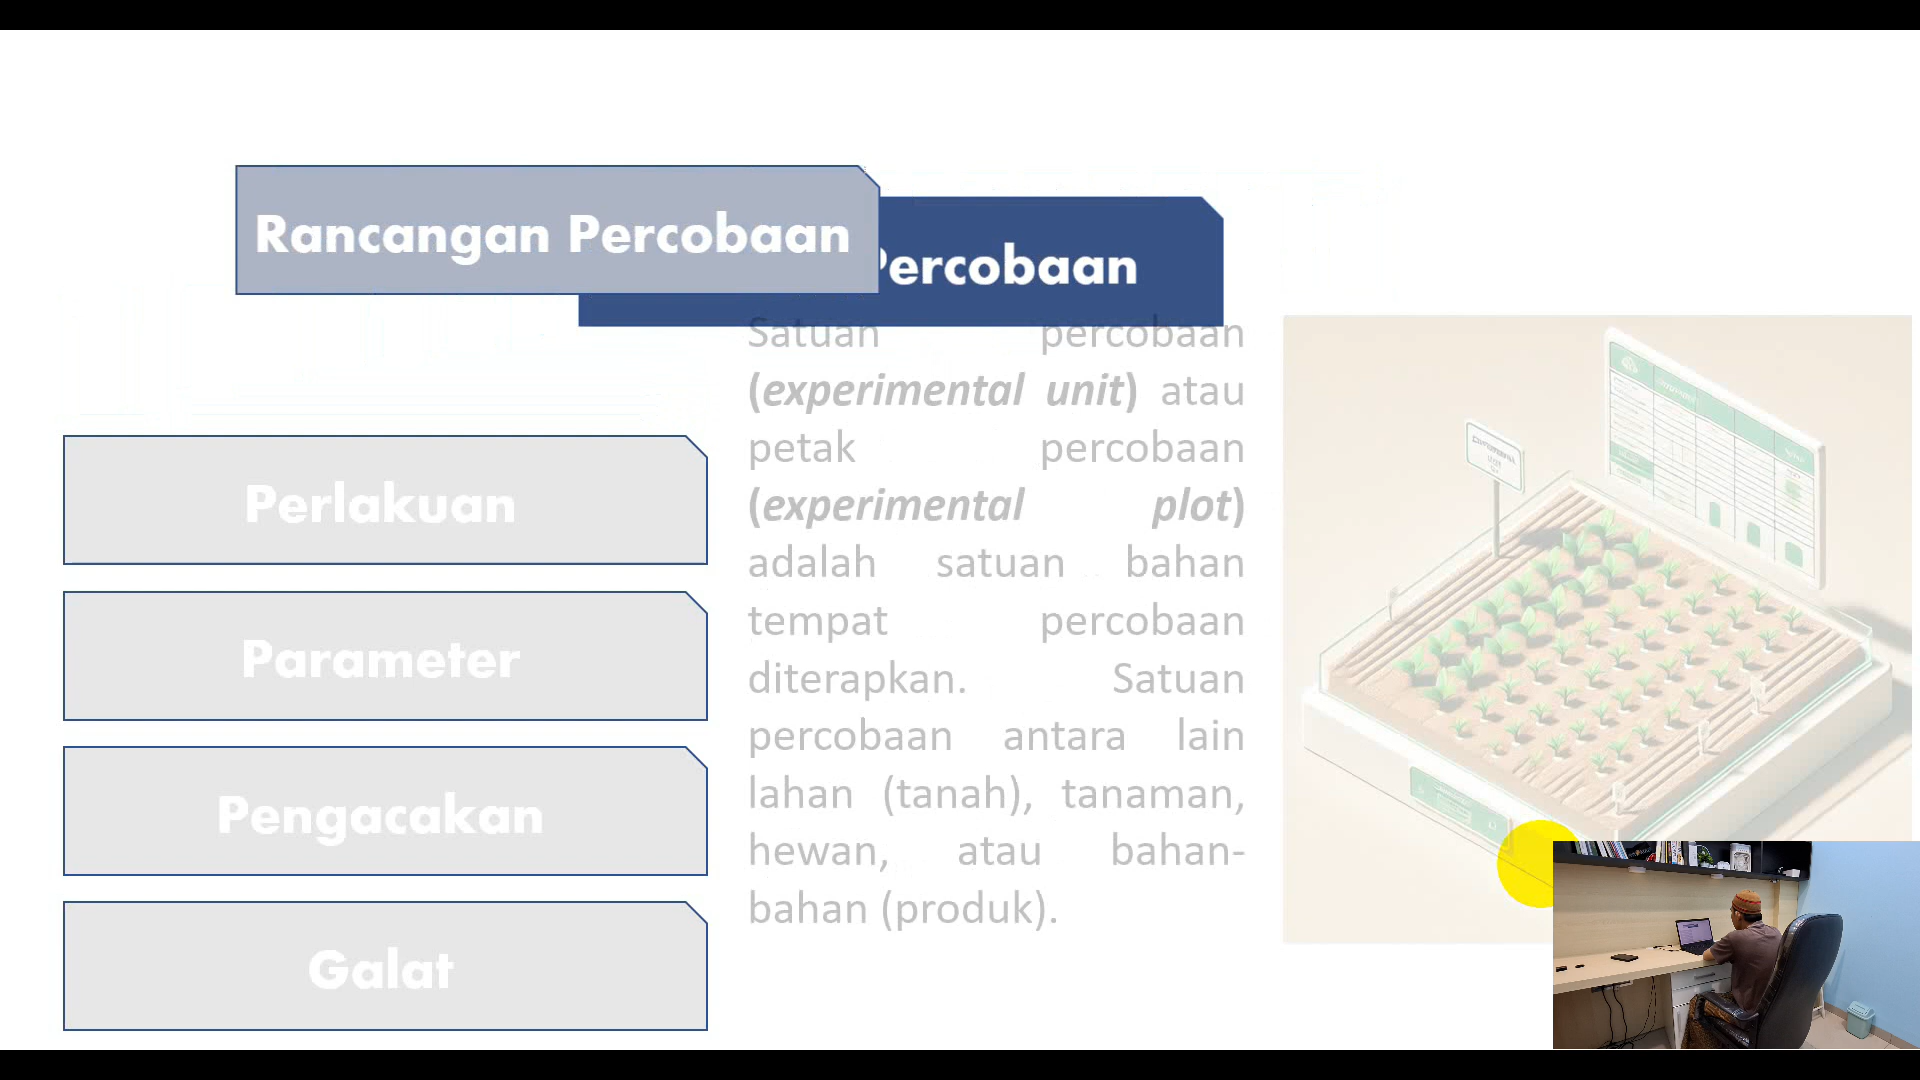 Rancangan Percobaan
Percobaan
Perlakuan
Parameter
Pengacakan
Galat
Satuan percobaan
(experimental unit) atau
petak percobaan
(experimental plot)
adalah satuan bahan
tempat percobaan
diterapkan. Satuan
percobaan antara lain
lahan (tanah), tanaman,
hewan, atau bahan-
bahan (produk).